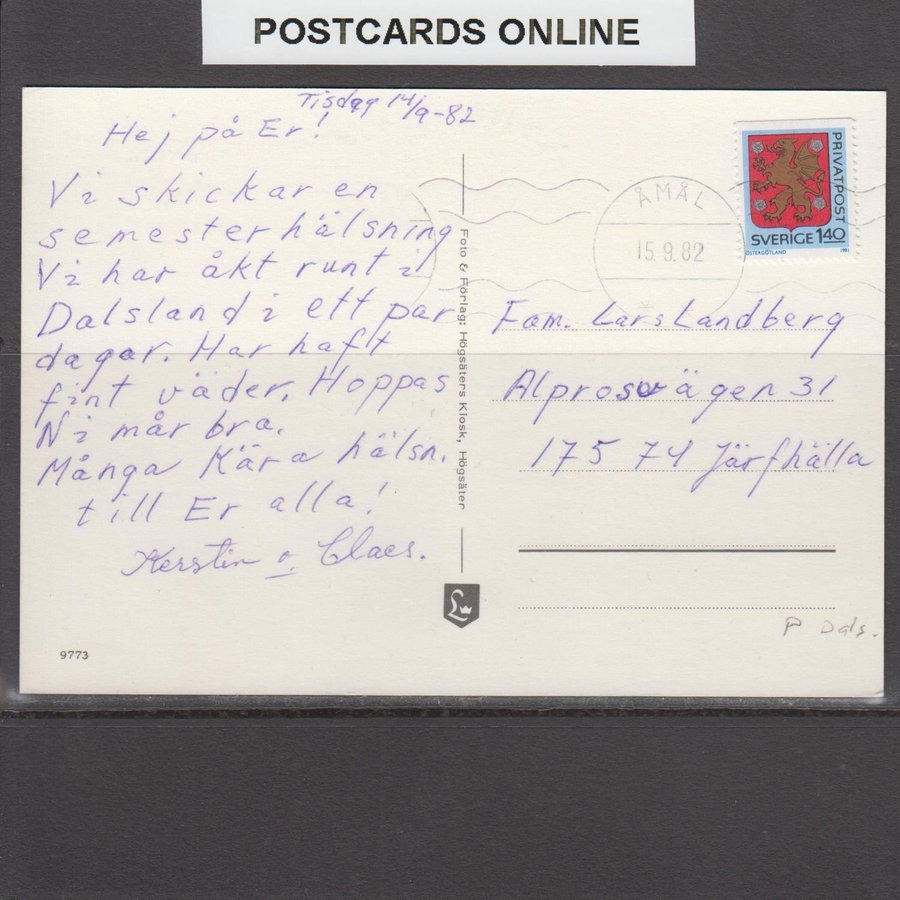 POSTCARDS ONLINE
Tisdag 14/9-82
Hej på Er!
Vi skickar en
semesterhälsning
Vi har åkt runt i
Dalsland i ett par
dagar. Har haft
fint väder. Hoppas
Ni mår bra.
Många Kära hälsn.
till Er alla!
Kerstin o Claes.
9773
Foto & Förlag: Högsäters Kiosk, Högsäter
L
ÅMÅL
15.9.82
PRIVATPOST
SVERIGE 140
ÖSTERGÖTLAND 1981
Fam. Lars Landberg
Alprosvägen 31
175 74 Järfhälla
P Dals.